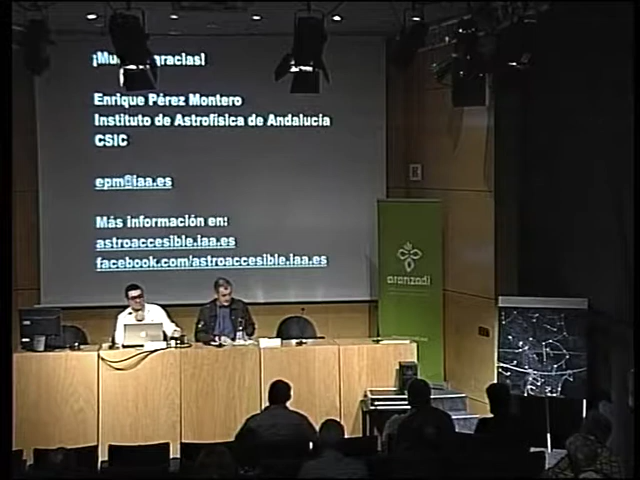 ¡Mu gracias!
Enrique Pérez Montero
Instituto de Astrofísica de Andalucía
CSIC
epm@iaa.es
Más información en:
astroaccesible.iaa.es
facebook.com/astroaccesible.iaa.es
aranzadi